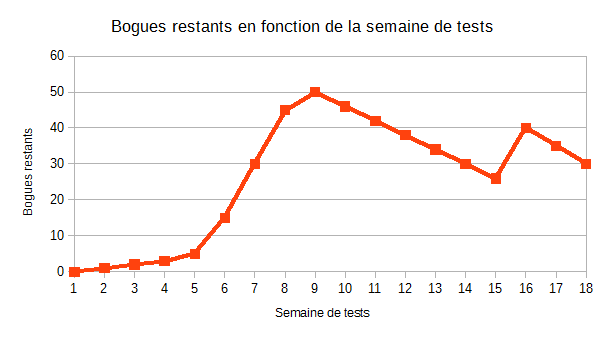 Bogues restants en fonction de la semaine de tests
60
50
40
30
20
10
0
Bogues restants
1 2 3 4 5 6 7 8 9 10 11 12 13 14 15 16 17 18
Semaine de tests